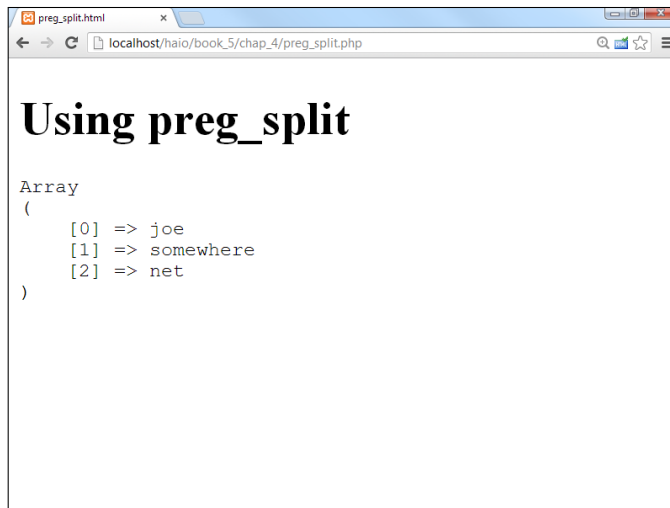 preg_split.html
localhost/haio/book_5/chap_4/preg_split.php
Using preg_split
Array
(
    [0] => joe
    [1] => somewhere
    [2] => net
)